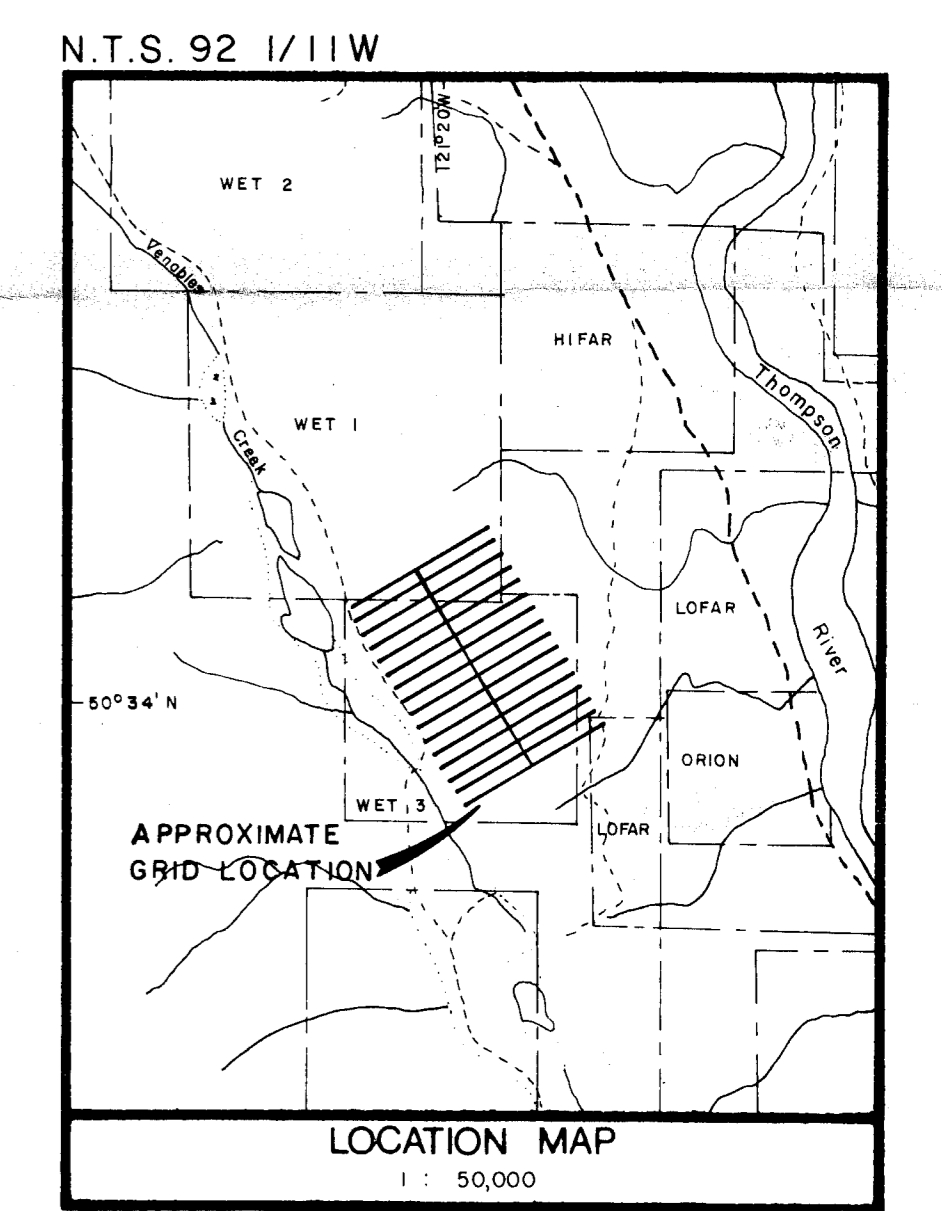 N.T.S. 92 I/11W
121°20'W
WET 2
Venables
HIFAR
Thompson
WET 1
Creek
LOFAR
River
50°34' N
ORION
WET 3
LOFAR
APPROXIMATE
GRID LOCATION
LOCATION MAP
1 : 50,000